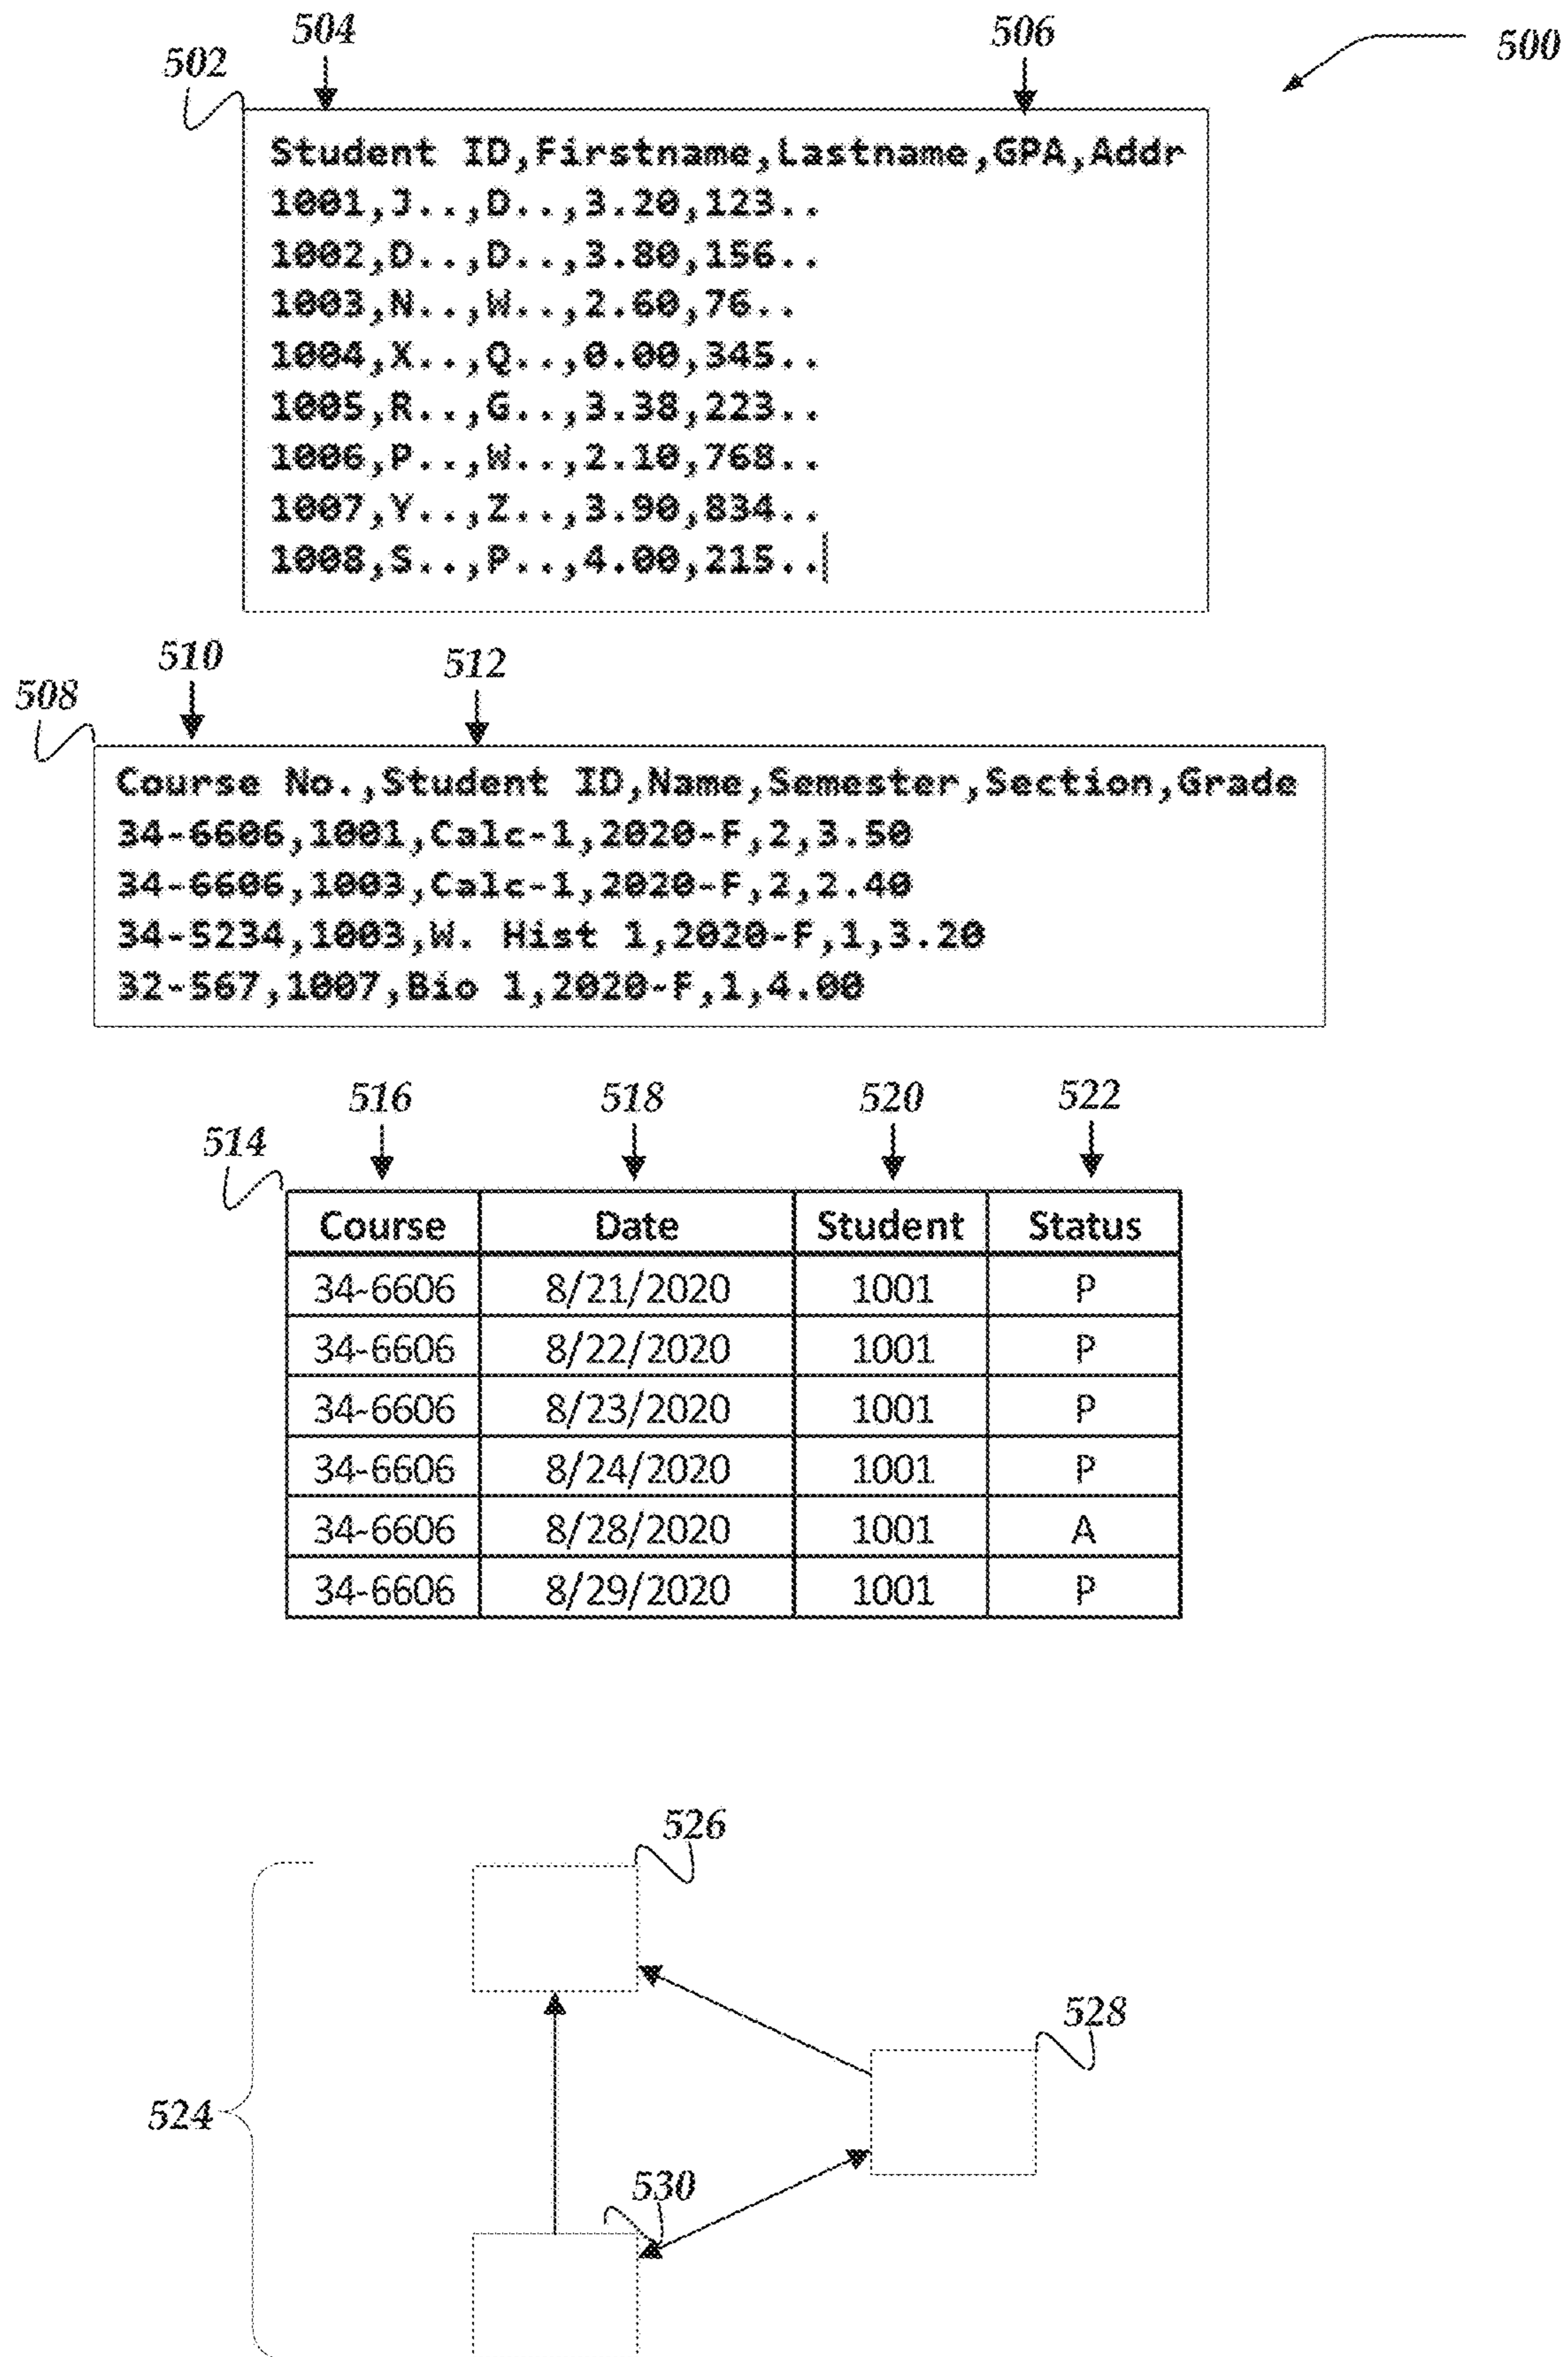 504
506
500
502
Student ID,Firstname,Lastname,GPA,Addr
1001,J..,D..,3.20,123..
1002,D..,D..,3.80,156..
1003,N..,W..,2.60,76..
1004,X..,Q..,0.00,345..
1005,R..,G..,3.38,223..
1006,P..,W..,2.10,768..
1007,Y..,Z..,3.90,834..
1008,S..,P..,4.00,215..
510
512
508
Course No.,Student ID,Name,Semester,Section,Grade
34-6606,1001,Calc-1,2020-F,2,3.50
34-6606,1003,Calc-1,2020-F,2,2.40
34-5234,1003,W. Hist 1,2020-F,1,3.20
32-567,1007,Bio 1,2020-F,1,4.00
516 518 520 522
514
Course Date Student Status
34-6606 8/21/2020 1001 P
34-6606 8/22/2020 1001 P
34-6606 8/23/2020 1001 P
34-6606 8/24/2020 1001 P
34-6606 8/28/2020 1001 A
34-6606 8/29/2020 1001 P
526
528
524
530